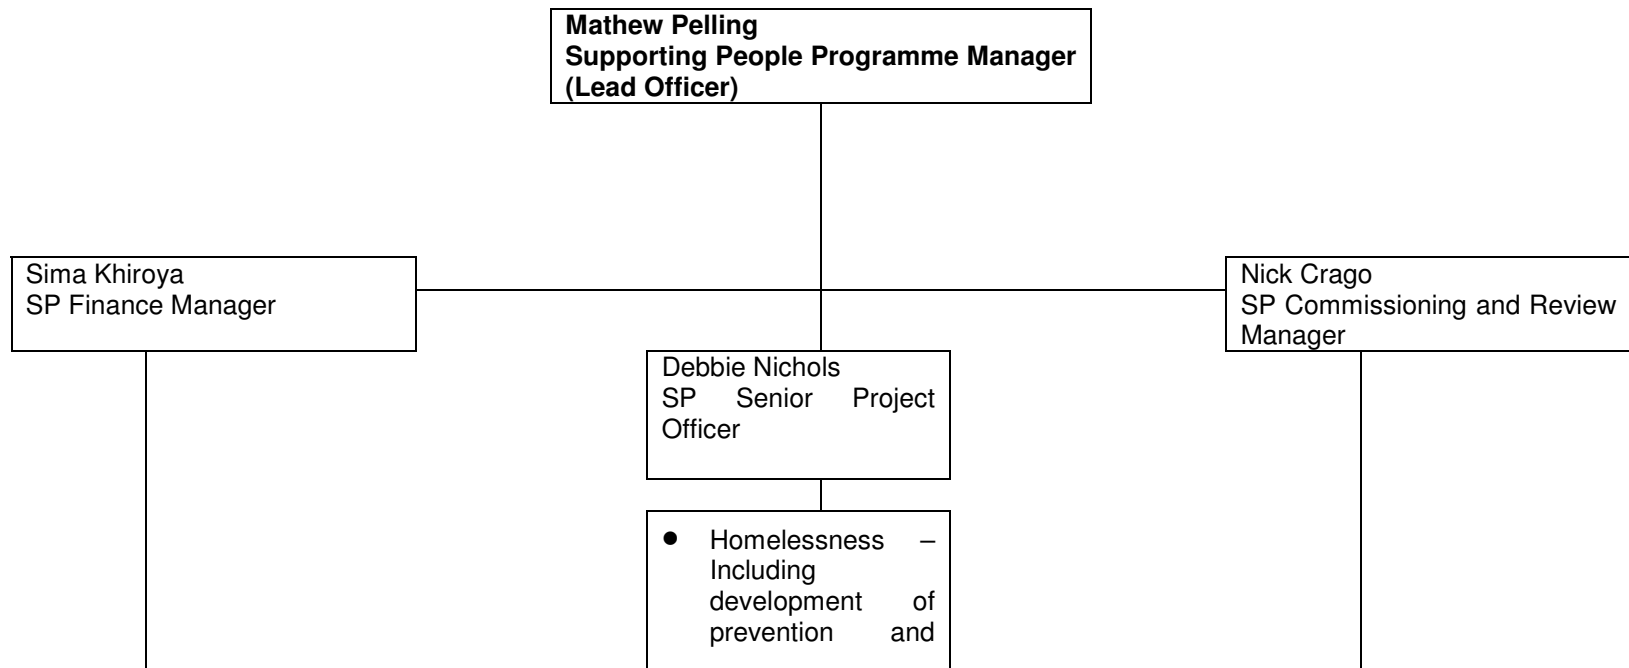 Mathew Pelling
Supporting People Programme Manager
(Lead Officer)
Sima Khiroya
SP Finance Manager
Nick Crago
SP Commissioning and Review
Manager
Debbie Nichols
SP Senior Project
Officer
● Homelessness –
Including
development of
prevention and